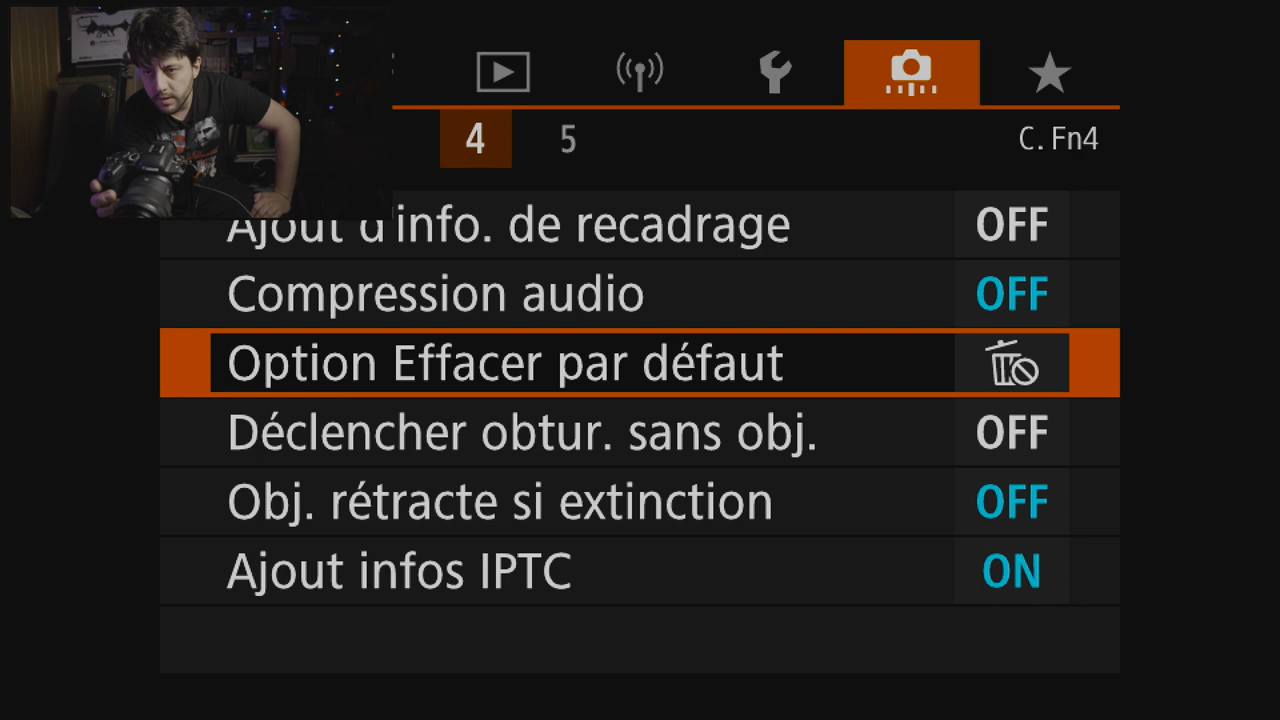 4 5 C.Fn4
Ajout d'info. de recadrage OFF
Compression audio OFF
Option Effacer par défaut
Déclencher obtur. sans obj. OFF
Obj. rétracte si extinction OFF
Ajout infos IPTC ON